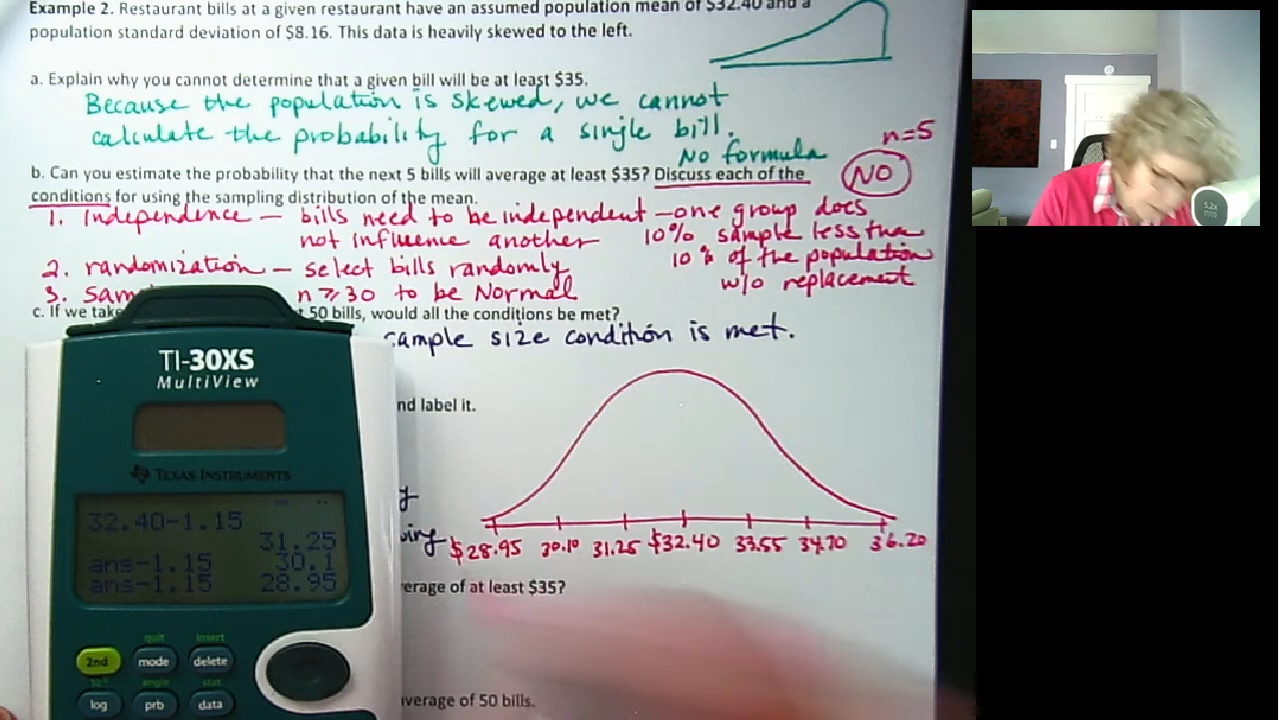 Example 2. Restaurant bills at a given restaurant have an assumed population mean of $32.40 and a
population standard deviation of $8.16. This data is heavily skewed to the left.
a. Explain why you cannot determine that a given bill will be at least $35.
Because the population is skewed, we cannot
calculate the probability for a single bill.
No formula
n=5
b. Can you estimate the probability that the next 5 bills will average at least $35? Discuss each of the
NO
conditions for using the sampling distribution of the mean.
1. Independence — bills need to be independent — one group does
not influence another
10% sample less than
2. randomization — select bills randomly
10% of the population
w/o replacement
3. sam
n ≥ 30 to be Normal
c. If we take 50 bills, would all the conditions be met?
sample size condition is met.
nd label it.
$28.95 30.10 31.25 $32.40 33.55 34.70 36.20
erage of at least $35?
verage of 50 bills.
TI-30XS
MultiView
TEXAS INSTRUMENTS
32.40-1.15
31.25
ans-1.15 30.1
ans-1.15 28.95
quit insert
2nd mode delete
angle stat
log prb data